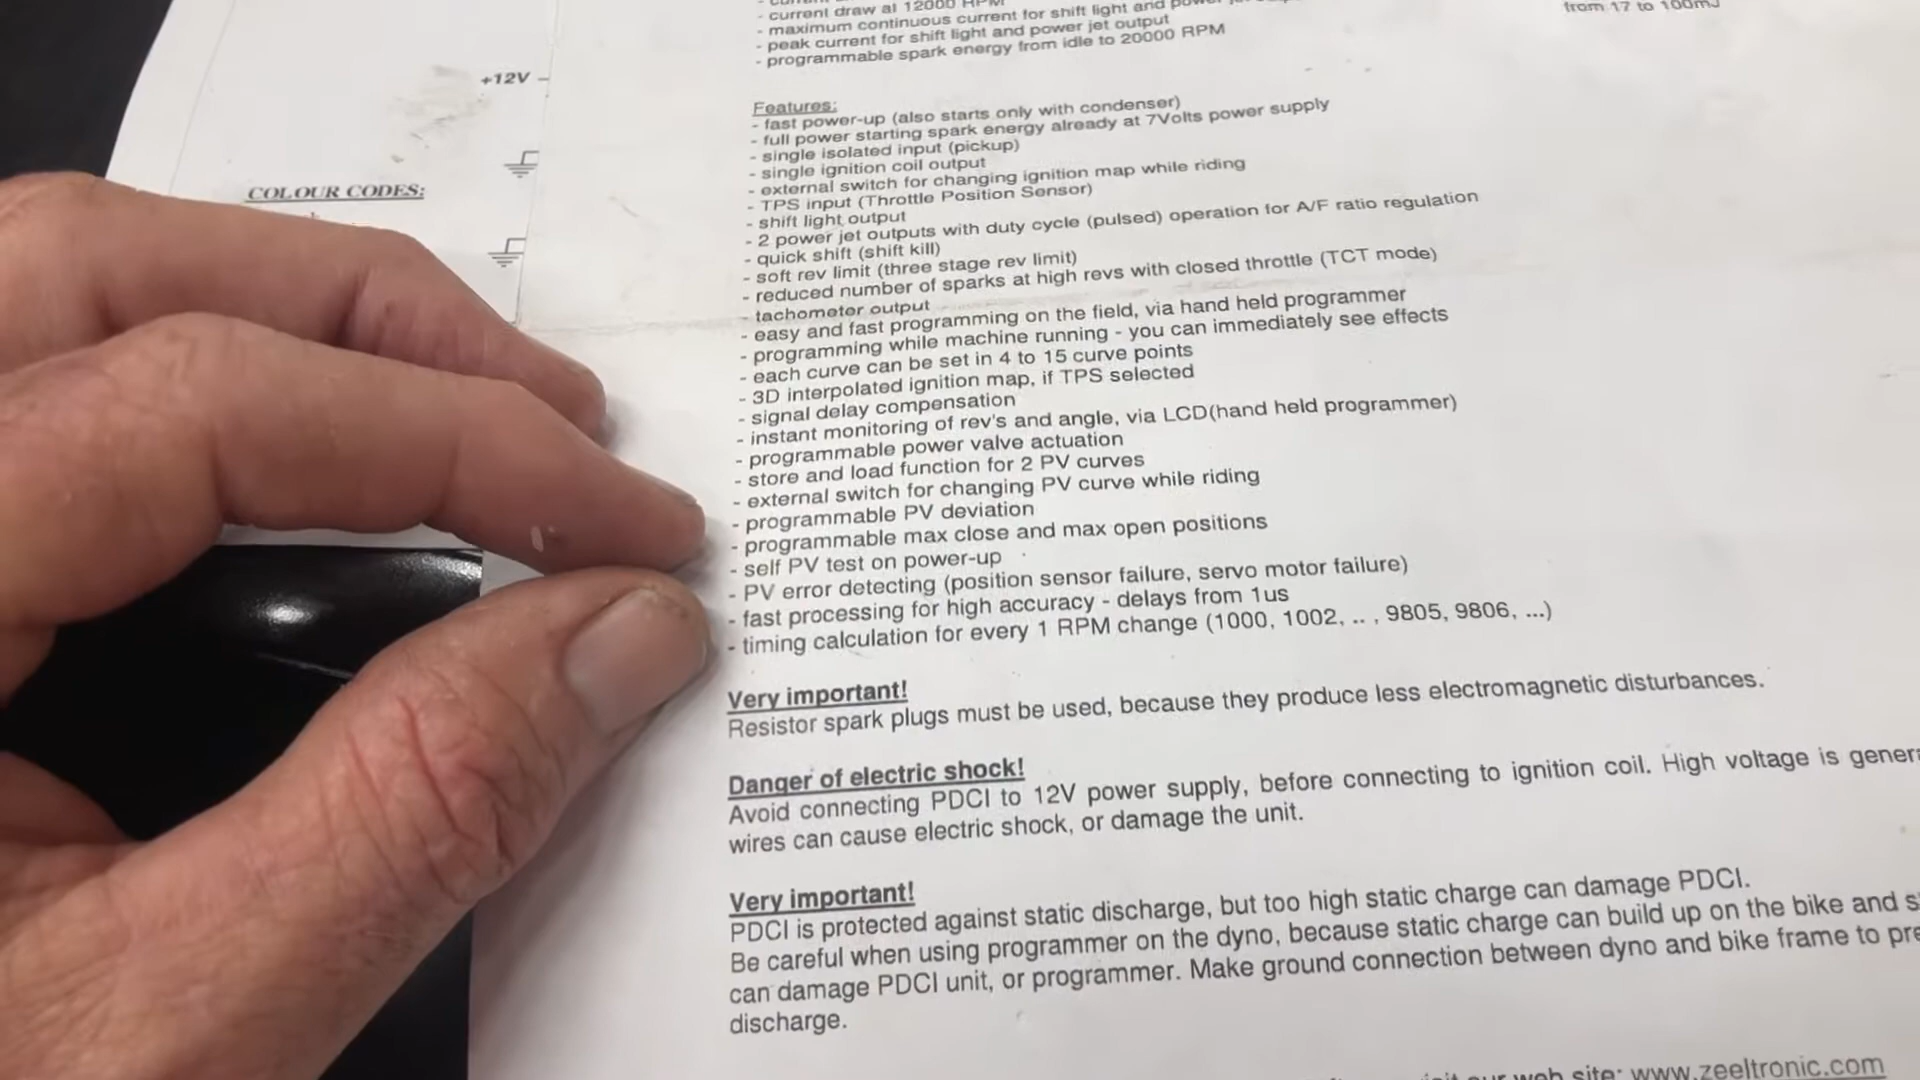 - current draw at 12000 RPM
- maximum continuous current for shift light and
- peak current for shift light and power jet output
- programmable spark energy from idle to 20000 RPM
from 17 to 100mJ
+12V
COLOUR CODES:
Features:
- fast power-up (also starts only with condenser)
- full power starting spark energy already at 7Volts power supply
- single isolated input (pickup)
- single ignition coil output
- external switch for changing ignition map while riding
- TPS input (Throttle Position Sensor)
- shift light output
- 2 power jet outputs with duty cycle (pulsed) operation for A/F ratio regulation
- quick shift (shift kill)
- soft rev limit (three stage rev limit)
- reduced number of sparks at high revs with closed throttle (TCT mode)
- tachometer output
- easy and fast programming on the field, via hand held programmer
- programming while machine running - you can immediately see effects
- each curve can be set in 4 to 15 curve points
- 3D interpolated ignition map, if TPS selected
- signal delay compensation
- instant monitoring of rev's and angle, via LCD(hand held programmer)
- programmable power valve actuation
- store and load function for 2 PV curves
- external switch for changing PV curve while riding
- programmable PV deviation
- programmable max close and max open positions
- self PV test on power-up
- PV error detecting (position sensor failure, servo motor failure)
- fast processing for high accuracy - delays from 1us
- timing calculation for every 1 RPM change (1000, 1002, .. , 9805, 9806, ...)
Very important!
Resistor spark plugs must be used, because they produce less electromagnetic disturbances.
Danger of electric shock!
Avoid connecting PDCI to 12V power supply, before connecting to ignition coil. High voltage is
wires can cause electric shock, or damage the unit.
Very important!
PDCI is protected against static discharge, but too high static charge can damage PDCI.
Be careful when using programmer on the dyno, because static charge can build up on the bike and
can damage PDCI unit, or programmer. Make ground connection between dyno and bike frame to
discharge.
our web site: www.zeeltronic.com